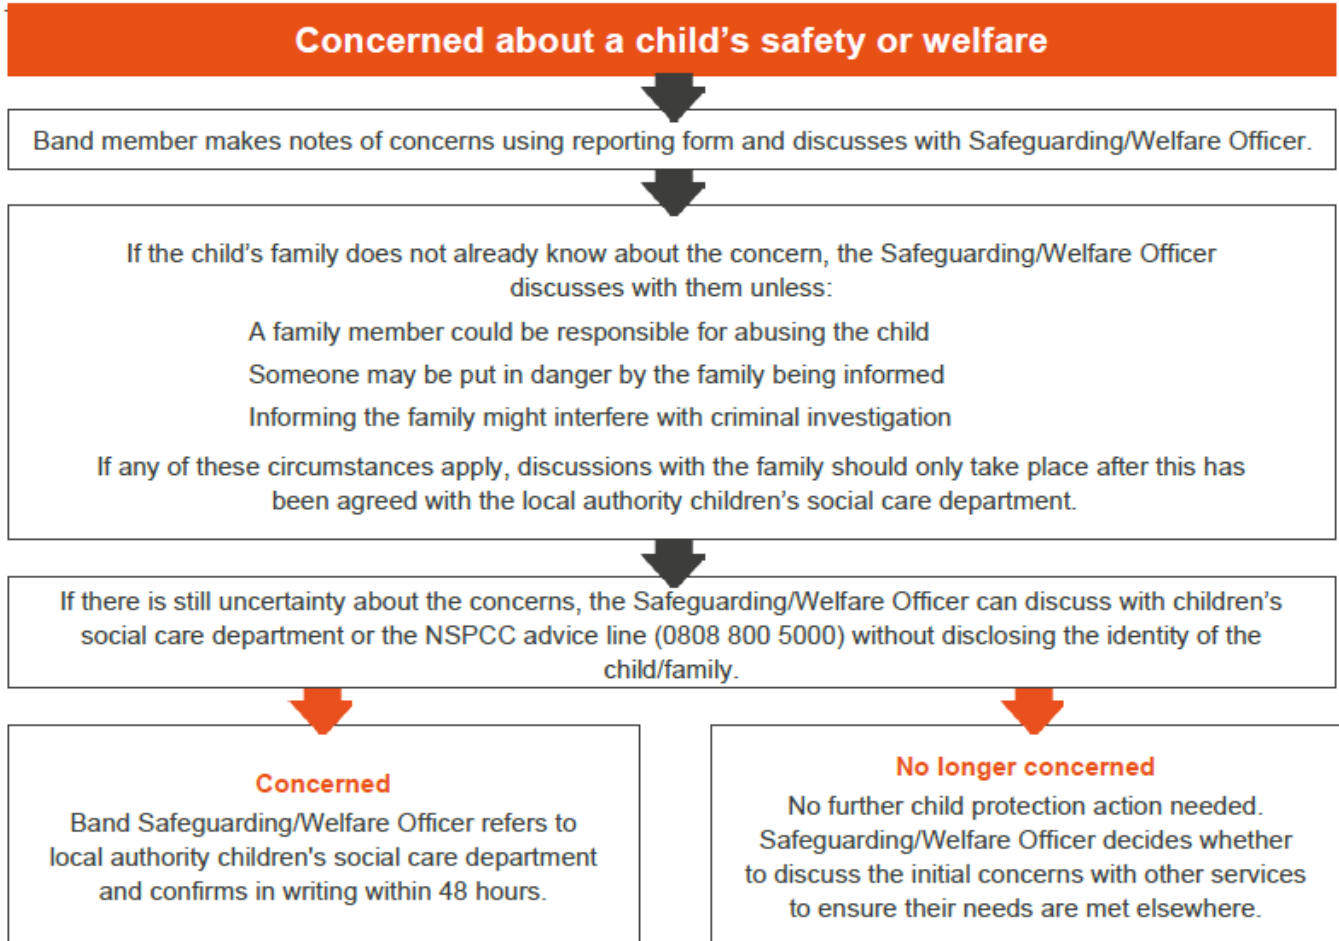 Concerned about a child's safety or welfare
Band member makes notes of concerns using reporting form and discusses with Safeguarding/Welfare Officer.
If the child's family does not already know about the concern, the Safeguarding/Welfare Officer
discusses with them unless:
A family member could be responsible for abusing the child
Someone may be put in danger by the family being informed
Informing the family might interfere with criminal investigation
If any of these circumstances apply, discussions with the family should only take place after this has
been agreed with the local authority children's social care department.
If there is still uncertainty about the concerns, the Safeguarding/Welfare Officer can discuss with children's
social care department or the NSPCC advice line (0808 800 5000) without disclosing the identity of the
child/family.
Concerned
Band Safeguarding/Welfare Officer refers to
local authority children's social care department
and confirms in writing within 48 hours.
No longer concerned
No further child protection action needed.
Safeguarding/Welfare Officer decides whether
to discuss the initial concerns with other services
to ensure their needs are met elsewhere.